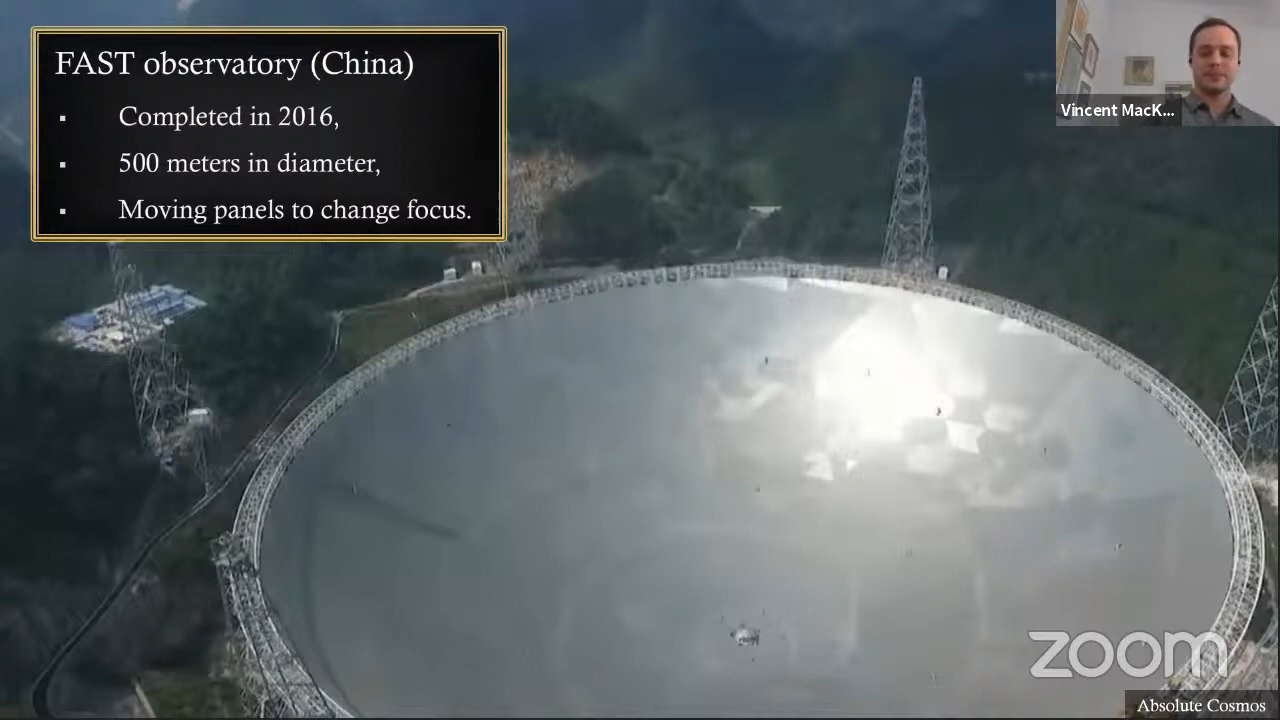 FAST observatory (China)
▪ Completed in 2016,
▪ 500 meters in diameter,
▪ Moving panels to change focus.
Vincent MacK...
zoom
Absolute Cosmos